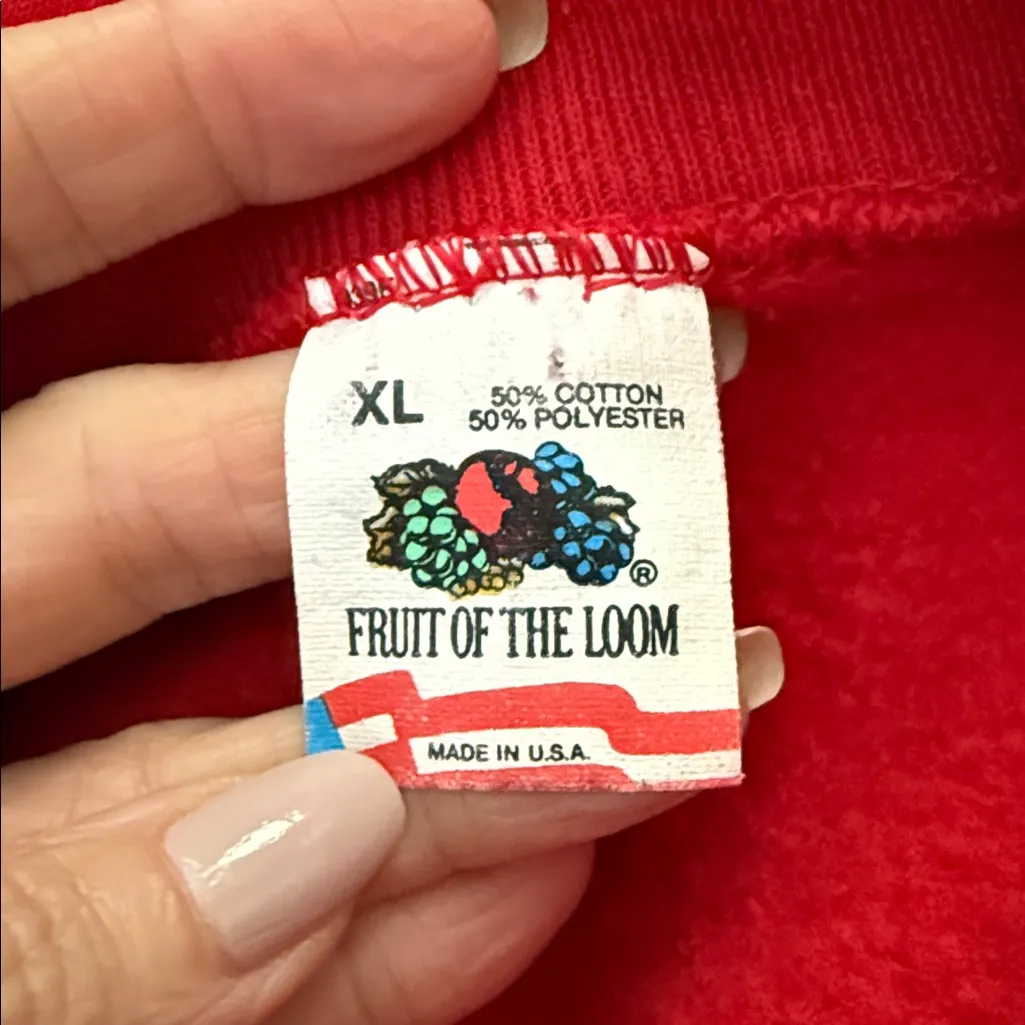 XL
50% COTTON
50% POLYESTER
®
FRUIT OF THE LOOM
MADE IN U.S.A.